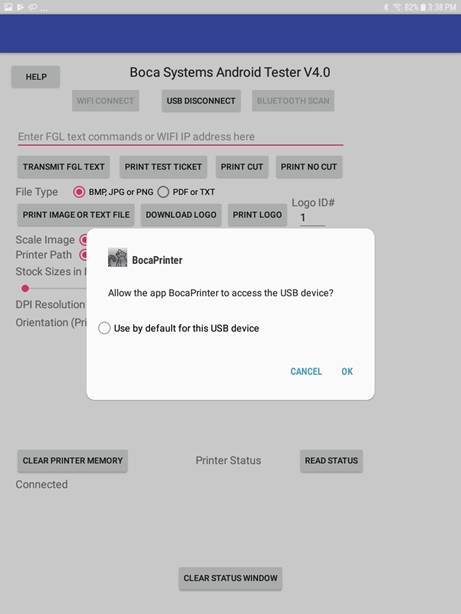 82% 3:38 PM
HELP
Boca Systems Android Tester V4.0
WIFI CONNECT
USB DISCONNECT
BLUETOOTH SCAN
Enter FGL text commands or WIFI IP address here
TRANSMIT FGL TEXT
PRINT TEST TICKET
PRINT CUT
PRINT NO CUT
File Type
BMP, JPG or PNG
PDF or TXT
Logo ID#
PRINT IMAGE OR TEXT FILE
DOWNLOAD LOGO
PRINT LOGO
1
Scale Image
Printer Path
Stock Sizes in
DPI Resolution
Orientation (Pri
BocaPrinter
Allow the app BocaPrinter to access the USB device?
Use by default for this USB device
CANCEL
OK
CLEAR PRINTER MEMORY
Printer Status
READ STATUS
Connected
CLEAR STATUS WINDOW